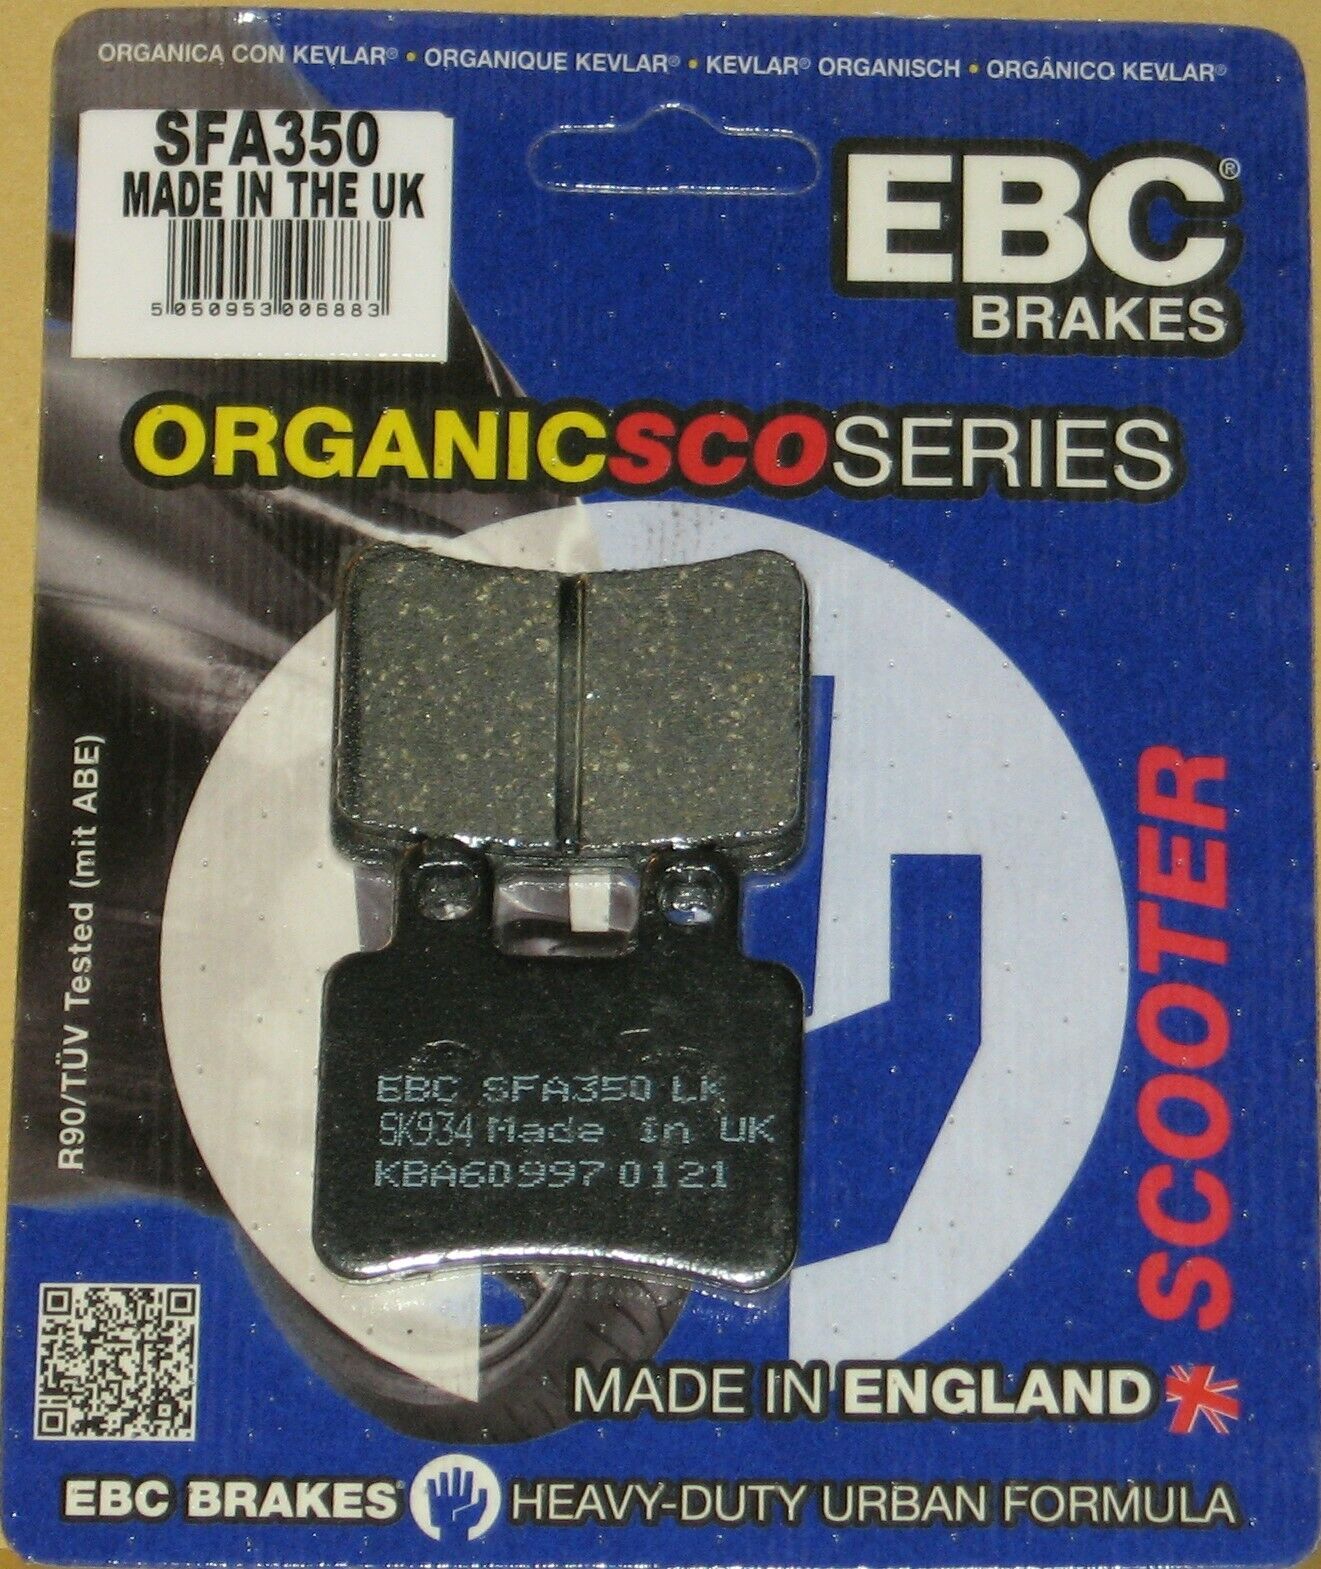 ORGANICA CON KEVLAR® • ORGANIQUE KEVLAR® • KEVLAR® ORGANISCH • ORGÂNICO KEVLAR®
SFA350
MADE IN THE UK
5 050953 006883
EBC®
BRAKES
ORGANICSCOSERIES
R90/TÜV Tested (mit ABE)
SCOOTER
EBC SFA350 LK
SK934 Made in UK
KBA60997 0121
MADE IN ENGLAND
EBC BRAKES® HEAVY-DUTY URBAN FORMULA